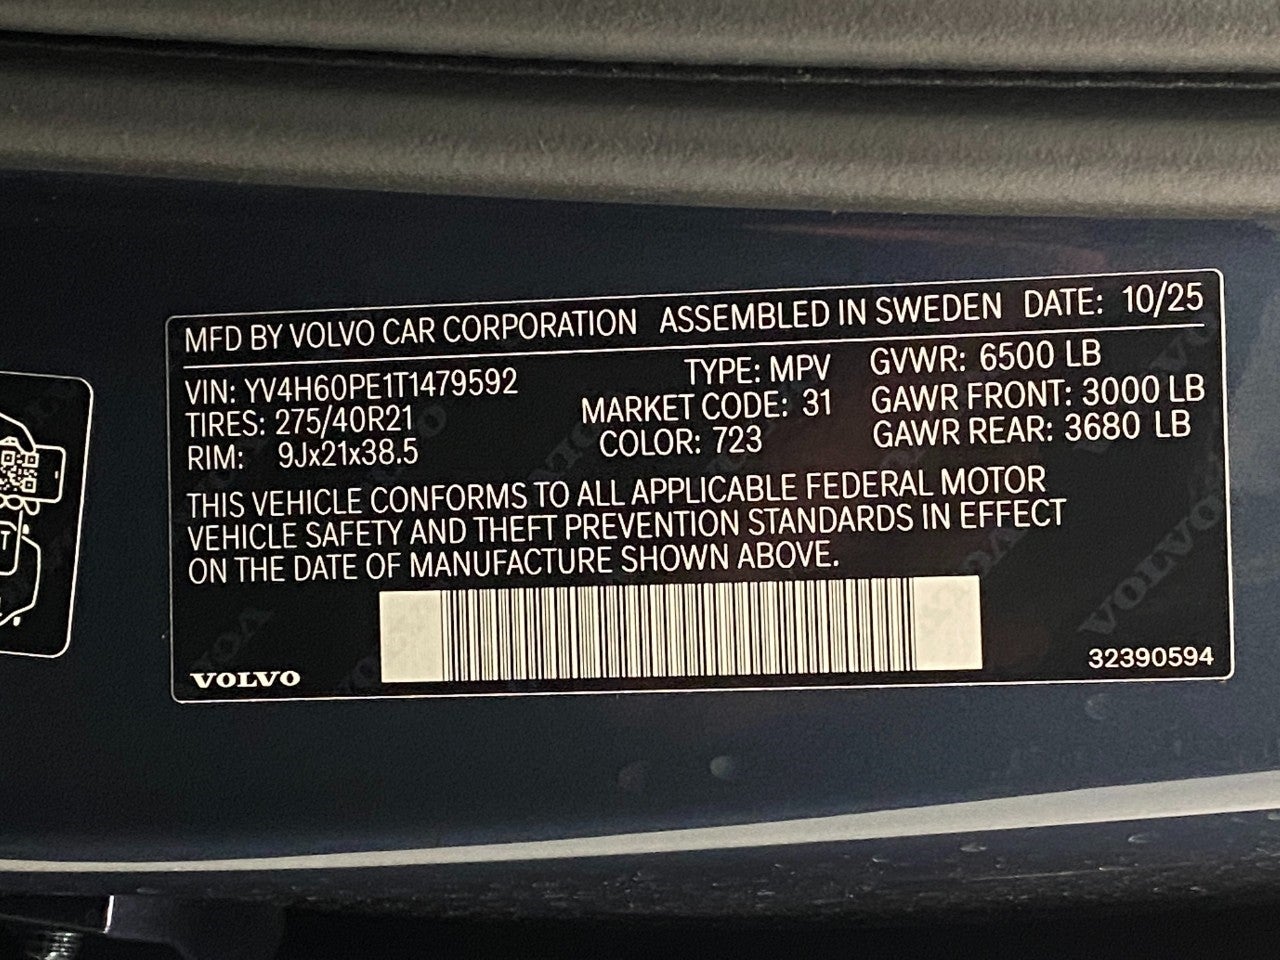 MFD BY VOLVO CAR CORPORATION ASSEMBLED IN SWEDEN DATE: 10/25
VIN: YV4H60PE1T1479592 TYPE: MPV GVWR: 6500 LB
TIRES: 275/40R21 MARKET CODE: 31 GAWR FRONT: 3000 LB
RIM: 9Jx21x38.5 COLOR: 723 GAWR REAR: 3680 LB
THIS VEHICLE CONFORMS TO ALL APPLICABLE FEDERAL MOTOR
VEHICLE SAFETY AND THEFT PREVENTION STANDARDS IN EFFECT
ON THE DATE OF MANUFACTURE SHOWN ABOVE.
VOLVO 32390594
VOLVO